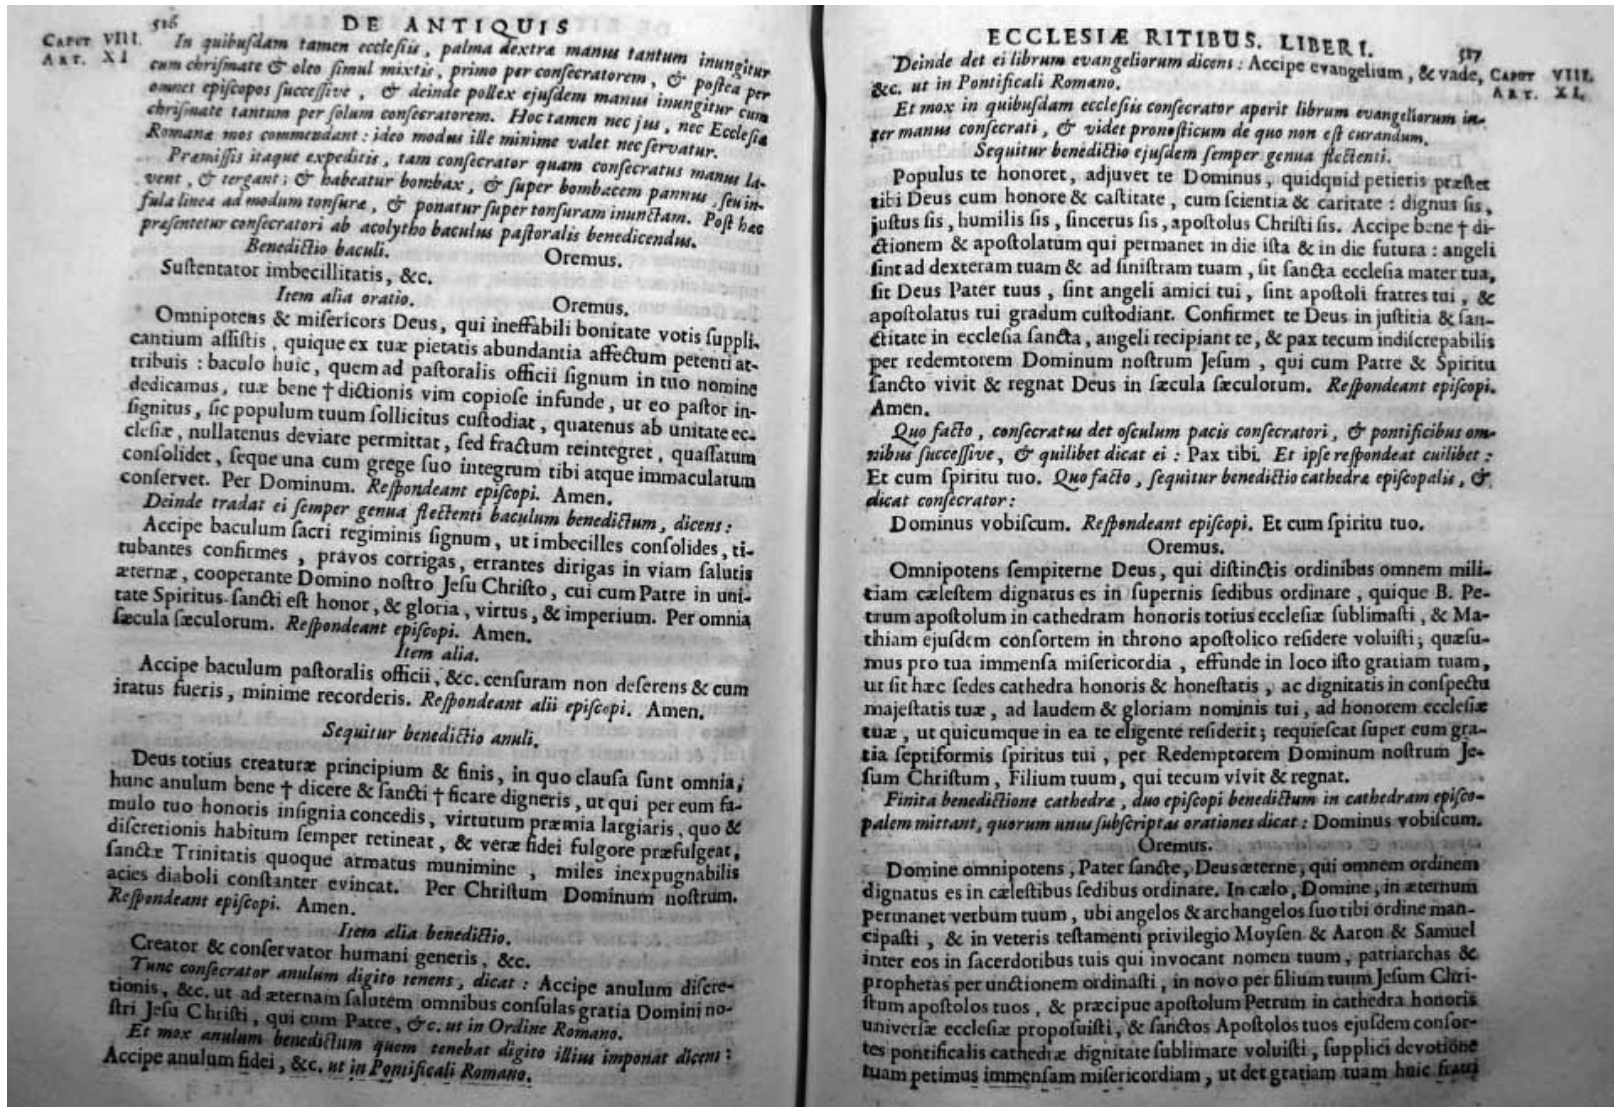 516 DE ANTIQUIS
CAPUT VIII.
ART. XI
In quibuſdam tamen eccleſiis, palma dextra manus tantum inungitur
cum chriſmate & oleo ſimul mixtis, primo per conſecratorem, & poſtea per
omnes epiſcopos ſucceſſive, & deinde pollex ejuſdem manus inungitur cum
chriſmate tantum per ſolum conſecratorem. Hoc tamen nec jus, nec Eccleſiæ
Romanæ mos commendant: ideo modus ille minime valet nec ſervatur.
Præmiſſis itaque expeditis, tam conſecrator quam conſecratus manus la-
vent, & tergant: & habeatur bombax, & ſuper bombacem pannus, ſeu in-
fula linea ad modum tonſuræ, & ponatur ſuper tonſuram inunctam. Poſt hæc
præſentetur conſecratori ab acolytho baculus paſtoralis benedicendus.
Benedictio baculi. Oremus.
Suſtentator imbecillitatis, &c.
Item alia oratio. Oremus.
Omnipotens & miſericors Deus, qui ineffabili bonitate votis ſuppli-
cantium aſſiſtis, quique ex tuæ pietatis abundantia affectum petenti at-
tribuis: baculo huic, quem ad paſtoralis officii ſignum in tuo nomine
dedicamus, tuæ bene † dictionis vim copioſe infunde, ut eo paſtor in-
ſignitus, ſic populum tuum ſollicitus cuſtodiat, quatenus ab unitate ec-
cleſiæ, nullatenus deviare permittat, ſed fractum reintegret, quaſſatum
conſolidet, ſeque una cum grege ſuo integrum tibi atque immaculatum
conſervet. Per Dominum. Reſpondeant epiſcopi. Amen.
Deinde tradat ei ſemper genua flectenti baculum benedictum, dicens:
Accipe baculum ſacri regiminis ſignum, ut imbecilles conſolides, ti-
tubantes confirmes, pravos corrigas, errantes dirigas in viam ſalutis
æternæ, cooperante Domino noſtro Jeſu Chriſto, cui cum Patre in uni-
tate Spiritus-ſancti eſt honor, & gloria, virtus, & imperium. Per omnia
ſæcula ſæculorum. Reſpondeant epiſcopi. Amen.
Item alia.
Accipe baculum paſtoralis officii, &c. cenſuram non deſerens & cum
iratus fueris, minime recorderis. Reſpondeant alii epiſcopi. Amen.
Sequitur benedictio anuli.
Deus totius creaturæ principium & finis, in quo clauſa ſunt omnia;
hunc anulum bene † dicere & ſancti † ficare digneris, ut qui per eum fa-
mulo tuo honoris inſignia concedis, virtutum præmia largiaris, quo &
diſcretionis habitum ſemper retineat, & veræ fidei fulgore præfulgeat,
ſanctæ Trinitatis quoque armatus munimine, miles inexpugnabilis
acies diaboli conſtanter evincat. Per Chriſtum Dominum noſtrum.
Reſpondeant epiſcopi. Amen.
Item alia benedictio.
Creator & conſervator humani generis, &c.
Tunc conſecrator anulum digito tenens, dicat: Accipe anulum diſcre-
tionis, &c. ut ad æternam ſalutem omnibus conſulas gratia Domini no-
ſtri Jeſu Chriſti, qui cum Patre, &c. ut in Ordine Romano.
Et mox anulum benedictum quem tenebat digito illius imponat dicens:
Accipe anulum fidei, &c. ut in Pontificali Romano.
ECCLESIÆ RITIBUS. LIBER I. 517
CAPUT VIII.
ART. XI.
Deinde det ei librum evangeliorum dicens: Accipe evangelium, & vade,
&c. ut in Pontificali Romano.
Et mox in quibuſdam eccleſiis conſecrator aperit librum evangeliorum in-
ter manus conſecrati, & videt pronoſticum de quo non eſt curandum.
Sequitur benedictio ejuſdem ſemper genua flectenti.
Populus te honoret, adjuvet te Dominus, quidquid petieris præſtet
tibi Deus cum honore & caſtitate, cum ſcientia & caritate: dignus ſis,
juſtus ſis, humilis ſis, ſincerus ſis, apoſtolus Chriſti ſis. Accipe bene † di-
ctionem & apoſtolatum qui permanet in die iſta & in die futura: angeli
ſint ad dexteram tuam & ad ſiniſtram tuam, ſit ſancta eccleſia mater tua,
ſit Deus Pater tuus, ſint angeli amici tui, ſint apoſtoli fratres tui, &
apoſtolatus tui gradum cuſtodiant. Confirmet te Deus in juſtitia & ſan-
ctitate in eccleſia ſancta, angeli recipiant te, & pax tecum indiſcrepabilis
per redemtorem Dominum noſtrum Jeſum, qui cum Patre & Spiritu
ſancto vivit & regnat Deus in ſæcula ſæculorum. Reſpondeant epiſcopi.
Amen.
Quo facto, conſecratus det oſculum pacis conſecratori, & pontificibus om-
nibus ſucceſſive, & quilibet dicat ei: Pax tibi. Et ipſe reſpondeat cuilibet:
Et cum ſpiritu tuo. Quo facto, ſequitur benedictio cathedræ epiſcopalis, &
dicat conſecrator:
Dominus vobiſcum. Reſpondeant epiſcopi. Et cum ſpiritu tuo.
Oremus.
Omnipotens ſempiterne Deus, qui diſtinctis ordinibus omnem mili-
tiam cæleſtem dignatus es in ſupernis ſedibus ordinare, quique B. Pe-
trum apoſtolum in cathedram honoris totius eccleſiæ ſublimaſti, & Ma-
thiam ejuſdem conſortem in throno apoſtolico reſidere voluiſti; quæſu-
mus pro tua immenſa miſericordia, effunde in loco iſto gratiam tuam,
ut ſit hæc ſedes cathedra honoris & honeſtatis, ac dignitatis in conſpectu
majeſtatis tuæ, ad laudem & gloriam nominis tui, ad honorem eccleſiæ
tuæ, ut quicumque in ea te eligente reſiderit; requieſcat ſuper eum gra-
tia ſeptiformis ſpiritus tui, per Redemptorem Dominum noſtrum Je-
ſum Chriſtum, Filium tuum, qui tecum vivit & regnat.
Finita benedictione cathedræ, duo epiſcopi benedictum in cathedram epiſco-
palem mittant, quorum unus ſubſcriptas orationes dicat: Dominus vobiſcum.
Oremus.
Domine omnipotens, Pater ſancte, Deus æterne, qui omnem ordinem
dignatus es in cæleſtibus ſedibus ordinare. In cælo, Domine, in æternum
permanet verbum tuum, ubi angelos & archangelos ſuo tibi ordine man-
cipaſti, & in veteris teſtamenti privilegio Moyſen & Aaron & Samuel
inter eos in ſacerdotibus tuis qui invocant nomen tuum, patriarchas &
prophetas per unctionem ordinaſti, in novo per filium tuum Jeſum Chri-
ſtum apoſtolos tuos, & præcipue apoſtolum Petrum in cathedra honoris
univerſæ eccleſiæ propoſuiſti, & ſanctos Apoſtolos tuos ejuſdem conſor-
tes pontificalis cathedræ dignitate ſublimare voluiſti, ſupplici devotione
tuam petimus immenſam miſericordiam, ut det gratiam tuam huic fratri